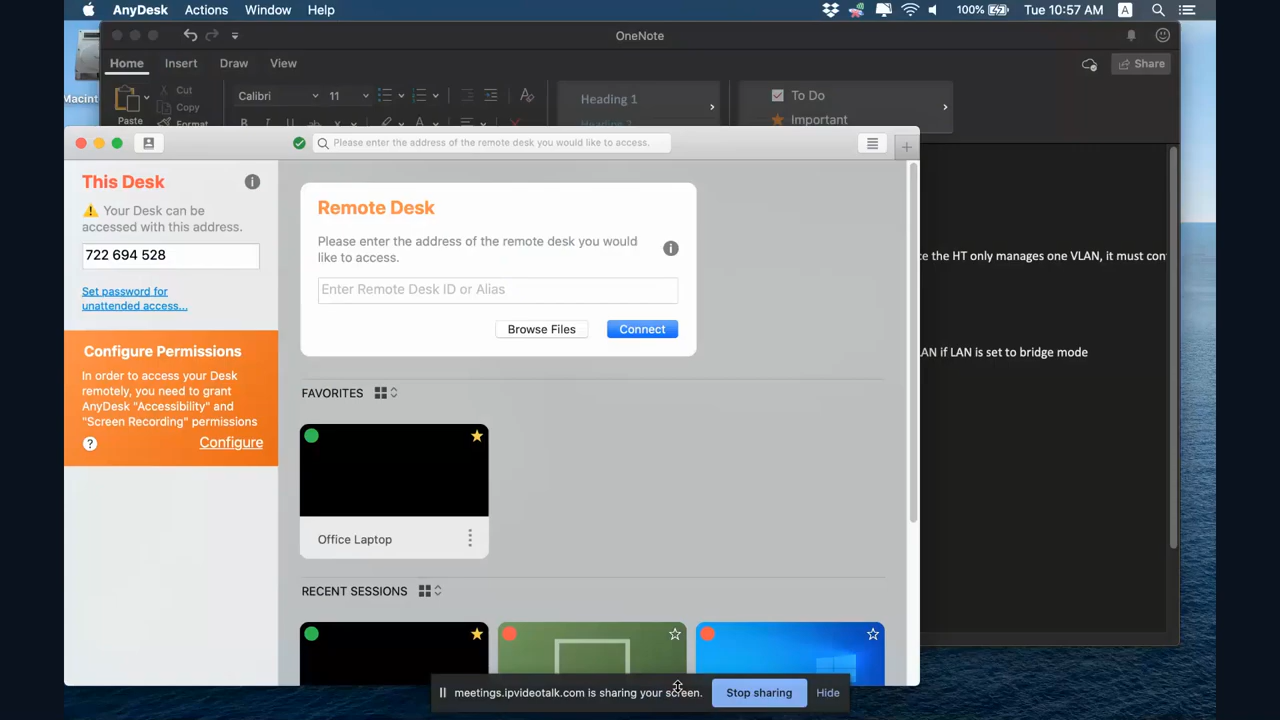 AnyDesk Actions Window Help
100% Tue 10:57 AM A
OneNote
Home Insert Draw View
Share
Cut
Calibri 11
Heading 1
To Do
Copy
Paste
Format
Important
Please enter the address of the remote desk you would like to access.
This Desk
Your Desk can be
accessed with this address.
722 694 528
Set password for
unattended access...
Configure Permissions
In order to access your Desk
remotely, you need to grant
AnyDesk "Accessibility" and
"Screen Recording" permissions
? Configure
Remote Desk
Please enter the address of the remote desk you would
like to access.
Enter Remote Desk ID or Alias
Browse Files Connect
FAVORITES
Office Laptop
RECENT SESSIONS
the HT only manages one VLAN, it must
AN if LAN is set to bridge mode
meetings.ipvideotalk.com is sharing your screen. Stop sharing Hide